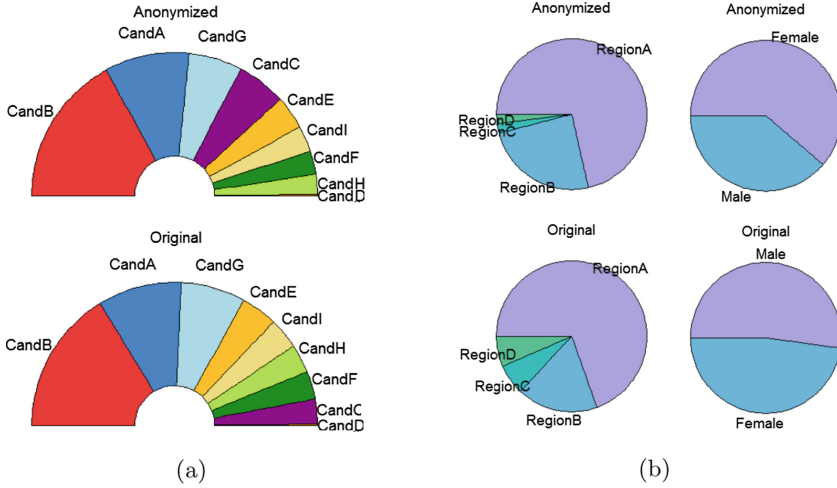 Anonymized
CandA
CandG
CandC
CandB
CandE
CandI
CandF
CandH
CandD
Original
CandA
CandG
CandE
CandI
CandB
CandH
CandF
CandC
CandD
(a)
Anonymized
RegionA
RegionD
RegionC
RegionB
Anonymized
Female
Male
Original
RegionA
RegionD
RegionC
RegionB
Original
Male
Female
(b)